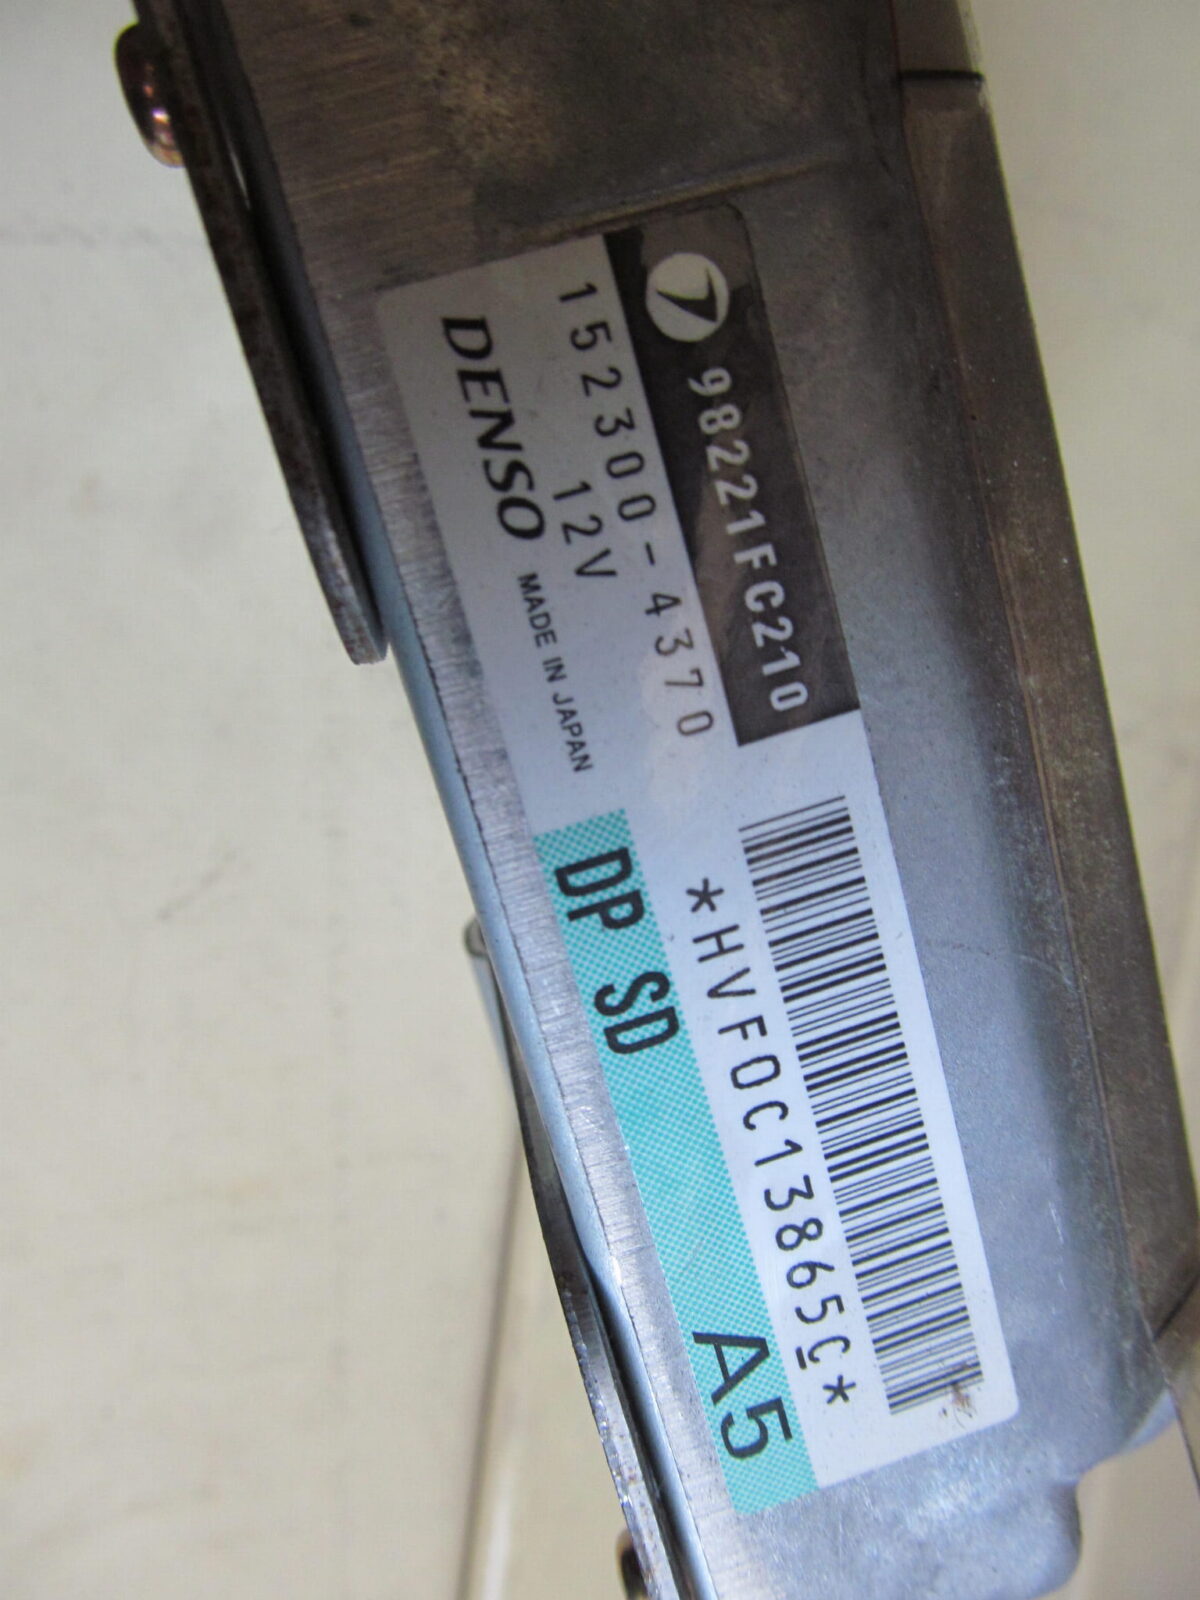 98221FC210
152300-4370
12V
DENSO MADE IN JAPAN
*HVF0C13865C*
DP SD
A5